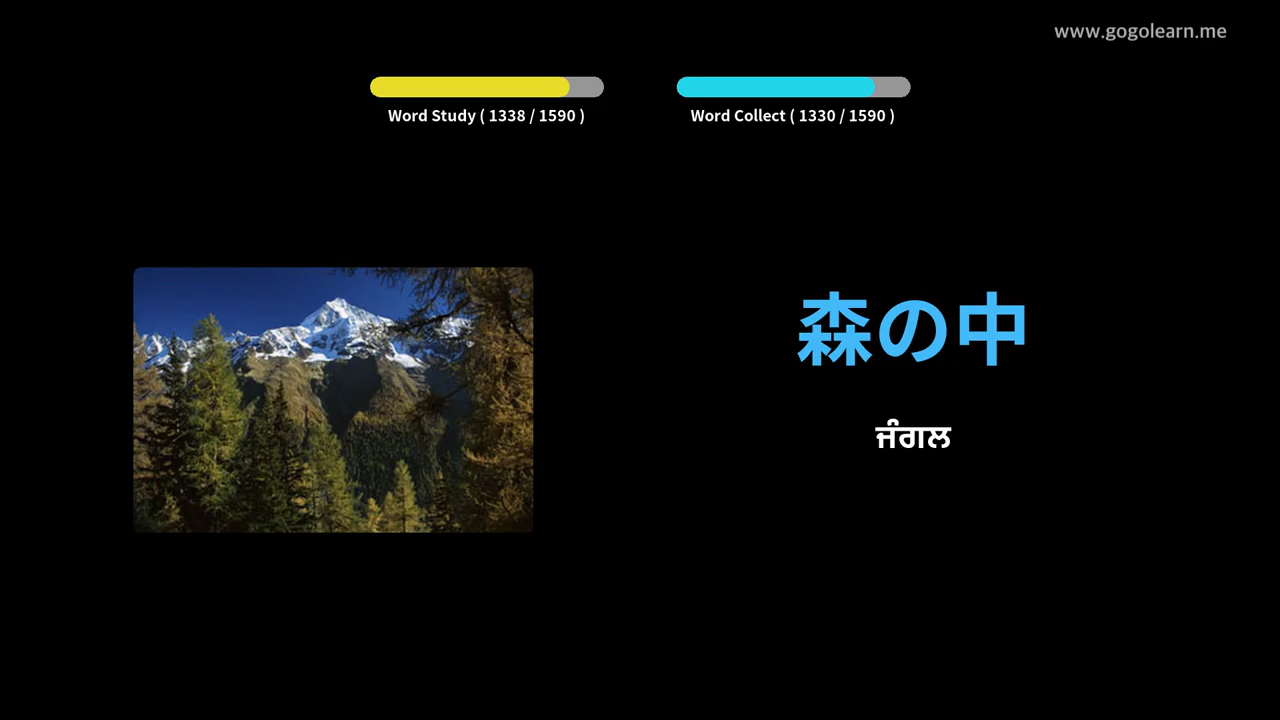 www.gogolearn.me
Word Study ( 1338 / 1590 )
Word Collect ( 1330 / 1590 )
森の中
ਜੰਗਲ